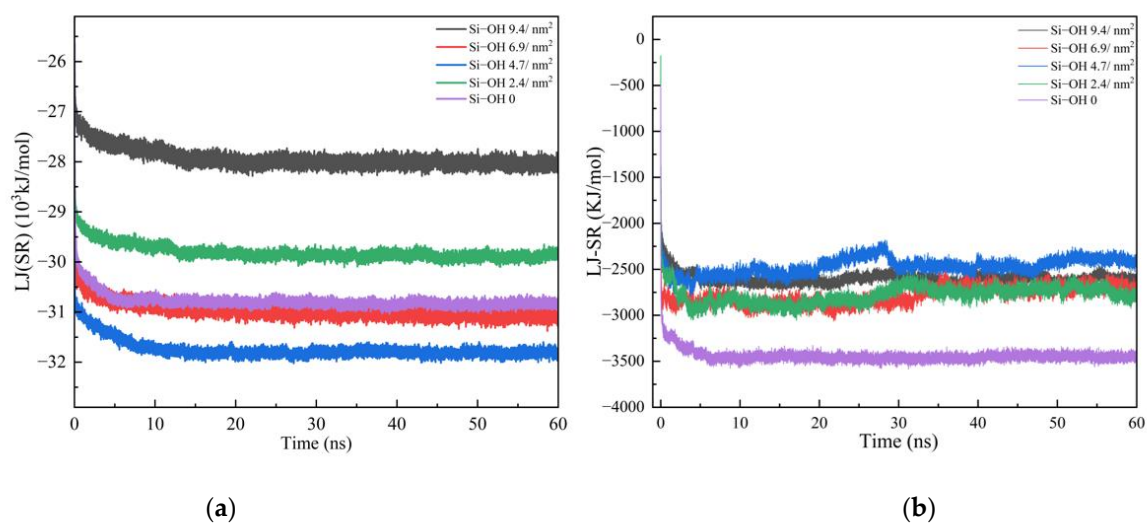 Si−OH 9.4/ nm²
Si−OH 6.9/ nm²
Si−OH 4.7/ nm²
Si−OH 2.4/ nm²
Si−OH 0
−26
−27
−28
−29
−30
−31
−32
LJ(SR) (10³kJ/mol)
0 10 20 30 40 50 60
Time (ns)
(a)
Si−OH 9.4/ nm²
Si−OH 6.9/ nm²
Si−OH 4.7/ nm²
Si−OH 2.4/ nm²
Si−OH 0
0
−500
−1000
−1500
−2000
−2500
−3000
−3500
−4000
LJ-SR (KJ/mol)
0 10 20 30 40 50 60
Time (ns)
(b)